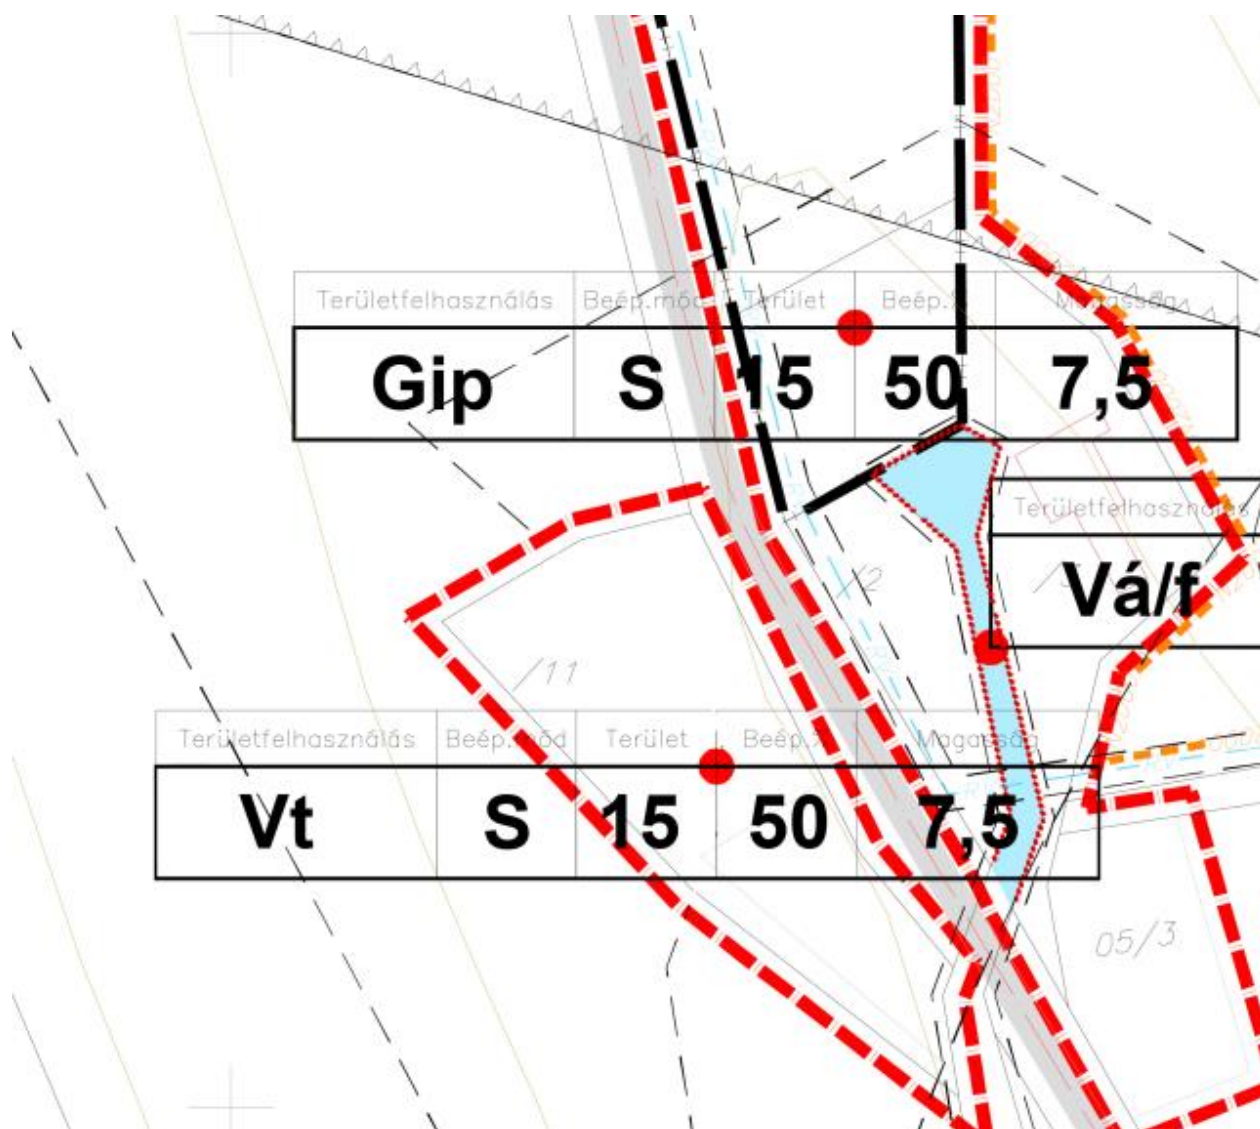 Területfelhasználás Beép.mód Terület Beép.% Magasság
Gip S 15 50 7,5
Területfelhasználás
Vá/f
/2
/11
Területfelhasználás Beép.mód Terület Beép.% Magasság
Vt S 15 50 7,5
05/3